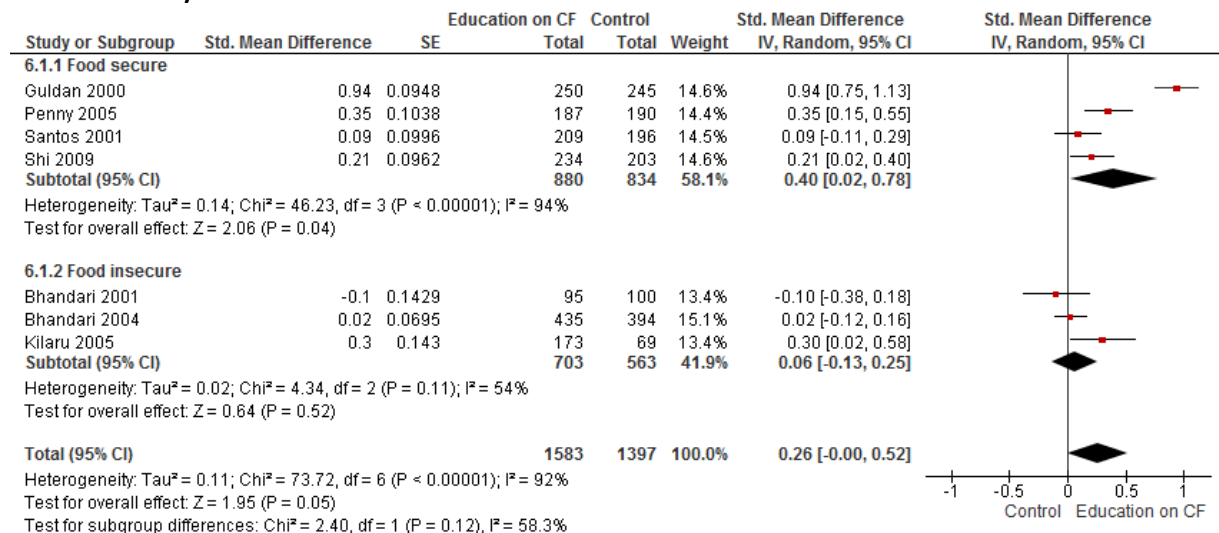 Education on CF Control Std. Mean Difference Std. Mean Difference
Study or Subgroup Std. Mean Difference SE Total Total Weight IV, Random, 95% CI IV, Random, 95% CI
6.1.1 Food secure
Guldan 2000 0.94 0.0948 250 245 14.6% 0.94 [0.75, 1.13]
Penny 2005 0.35 0.1038 187 190 14.4% 0.35 [0.15, 0.55]
Santos 2001 0.09 0.0996 209 196 14.5% 0.09 [-0.11, 0.29]
Shi 2009 0.21 0.0962 234 203 14.6% 0.21 [0.02, 0.40]
Subtotal (95% CI) 880 834 58.1% 0.40 [0.02, 0.78]
Heterogeneity: Tau² = 0.14; Chi² = 46.23, df = 3 (P < 0.00001); I² = 94%
Test for overall effect: Z = 2.06 (P = 0.04)
6.1.2 Food insecure
Bhandari 2001 -0.1 0.1429 95 100 13.4% -0.10 [-0.38, 0.18]
Bhandari 2004 0.02 0.0695 435 394 15.1% 0.02 [-0.12, 0.16]
Kilaru 2005 0.3 0.143 173 69 13.4% 0.30 [0.02, 0.58]
Subtotal (95% CI) 703 563 41.9% 0.06 [-0.13, 0.25]
Heterogeneity: Tau² = 0.02; Chi² = 4.34, df = 2 (P = 0.11); I² = 54%
Test for overall effect: Z = 0.64 (P = 0.52)
Total (95% CI) 1583 1397 100.0% 0.26 [-0.00, 0.52]
Heterogeneity: Tau² = 0.11; Chi² = 73.72, df = 6 (P < 0.00001); I² = 92%
Test for overall effect: Z = 1.95 (P = 0.05)
Test for subgroup differences: Chi² = 2.40, df = 1 (P = 0.12), I² = 58.3%
-1 -0.5 0 0.5 1
Control Education on CF